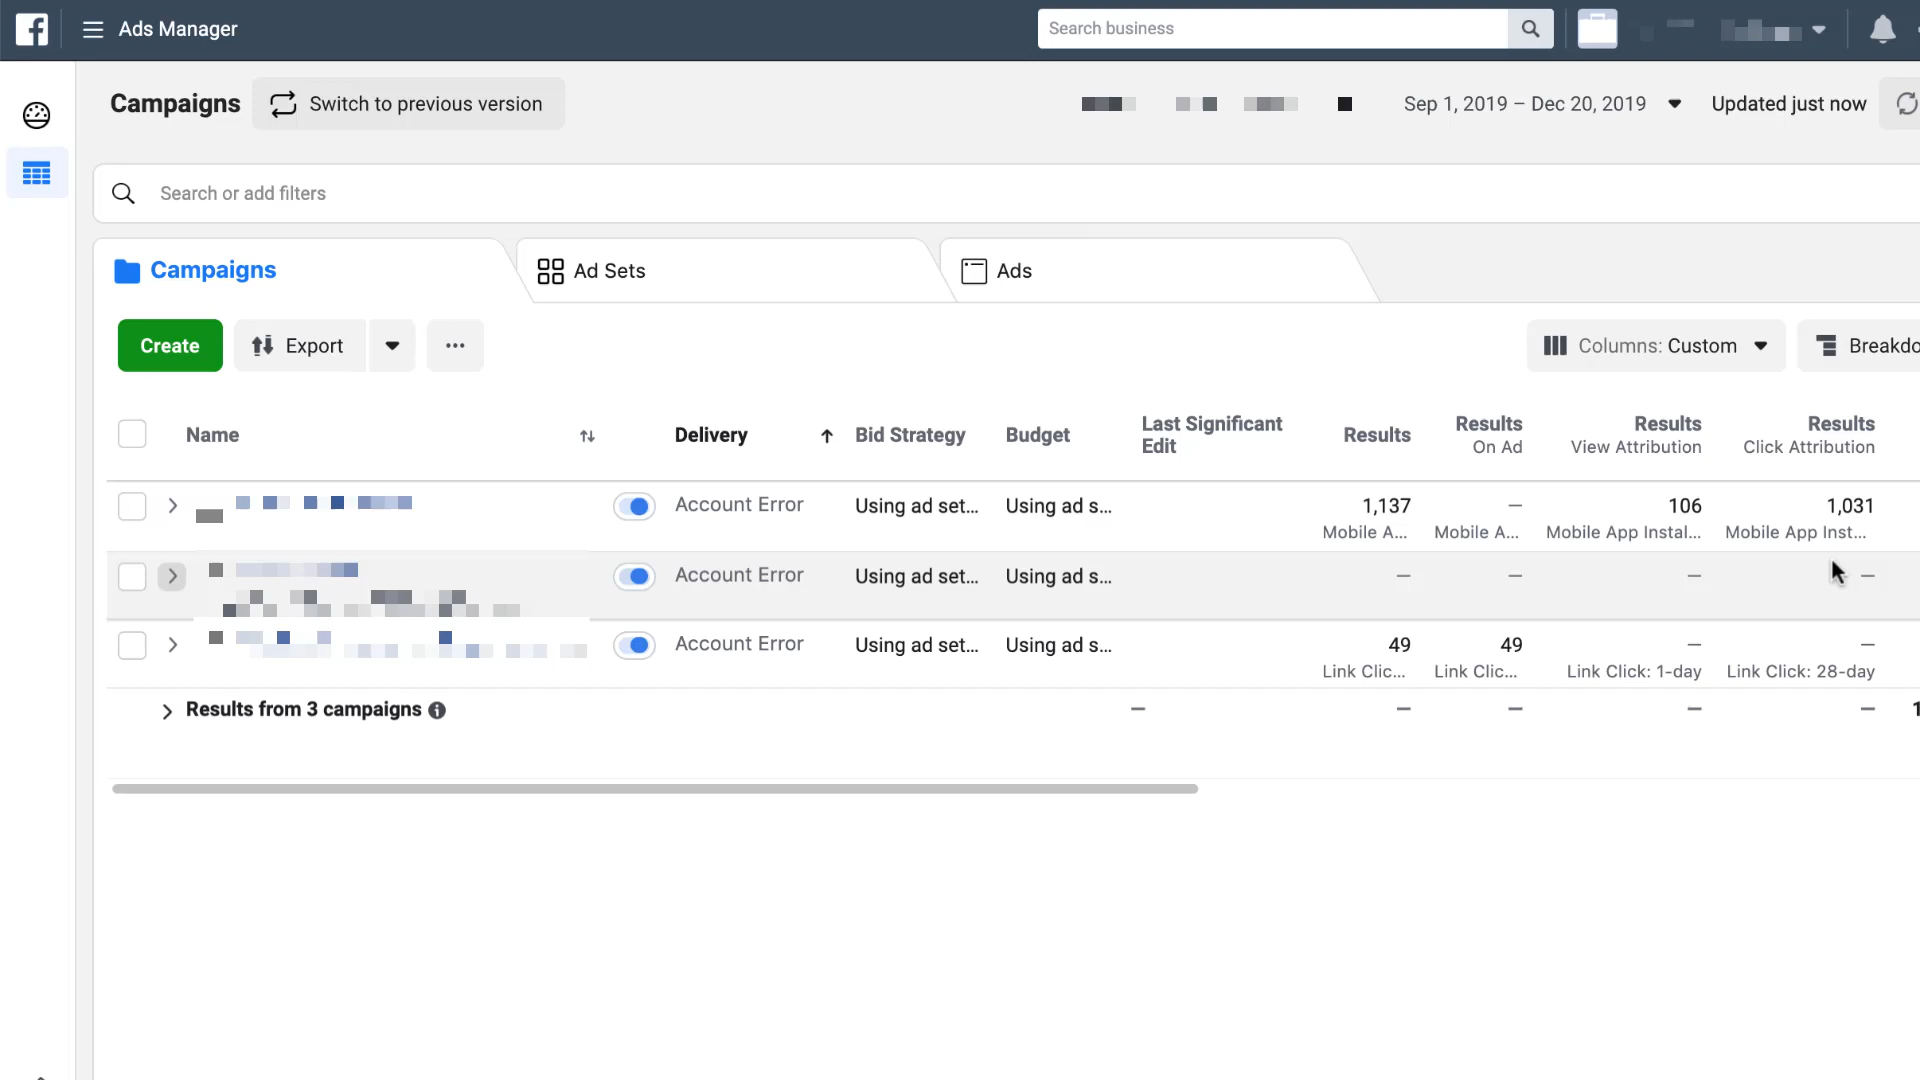 Ads Manager
Search business
Campaigns
Switch to previous version
Sep 1, 2019 – Dec 20, 2019
Updated just now
Search or add filters
Campaigns
Ad Sets
Ads
Create
Export
Columns: Custom
Name
Delivery
Bid Strategy
Budget
Last Significant
Edit
Results
Results
On Ad
Results
View Attribution
Results
Click Attribution
Account Error
Using ad set...
Using ad s...
1,137
—
106
1,031
Mobile A...
Mobile A...
Mobile App Instal...
Mobile App Inst...
Account Error
Using ad set...
Using ad s...
—
—
—
—
Account Error
Using ad set...
Using ad s...
49
49
—
—
Link Clic...
Link Clic...
Link Click: 1-day
Link Click: 28-day
Results from 3 campaigns
—
—
—
—
—